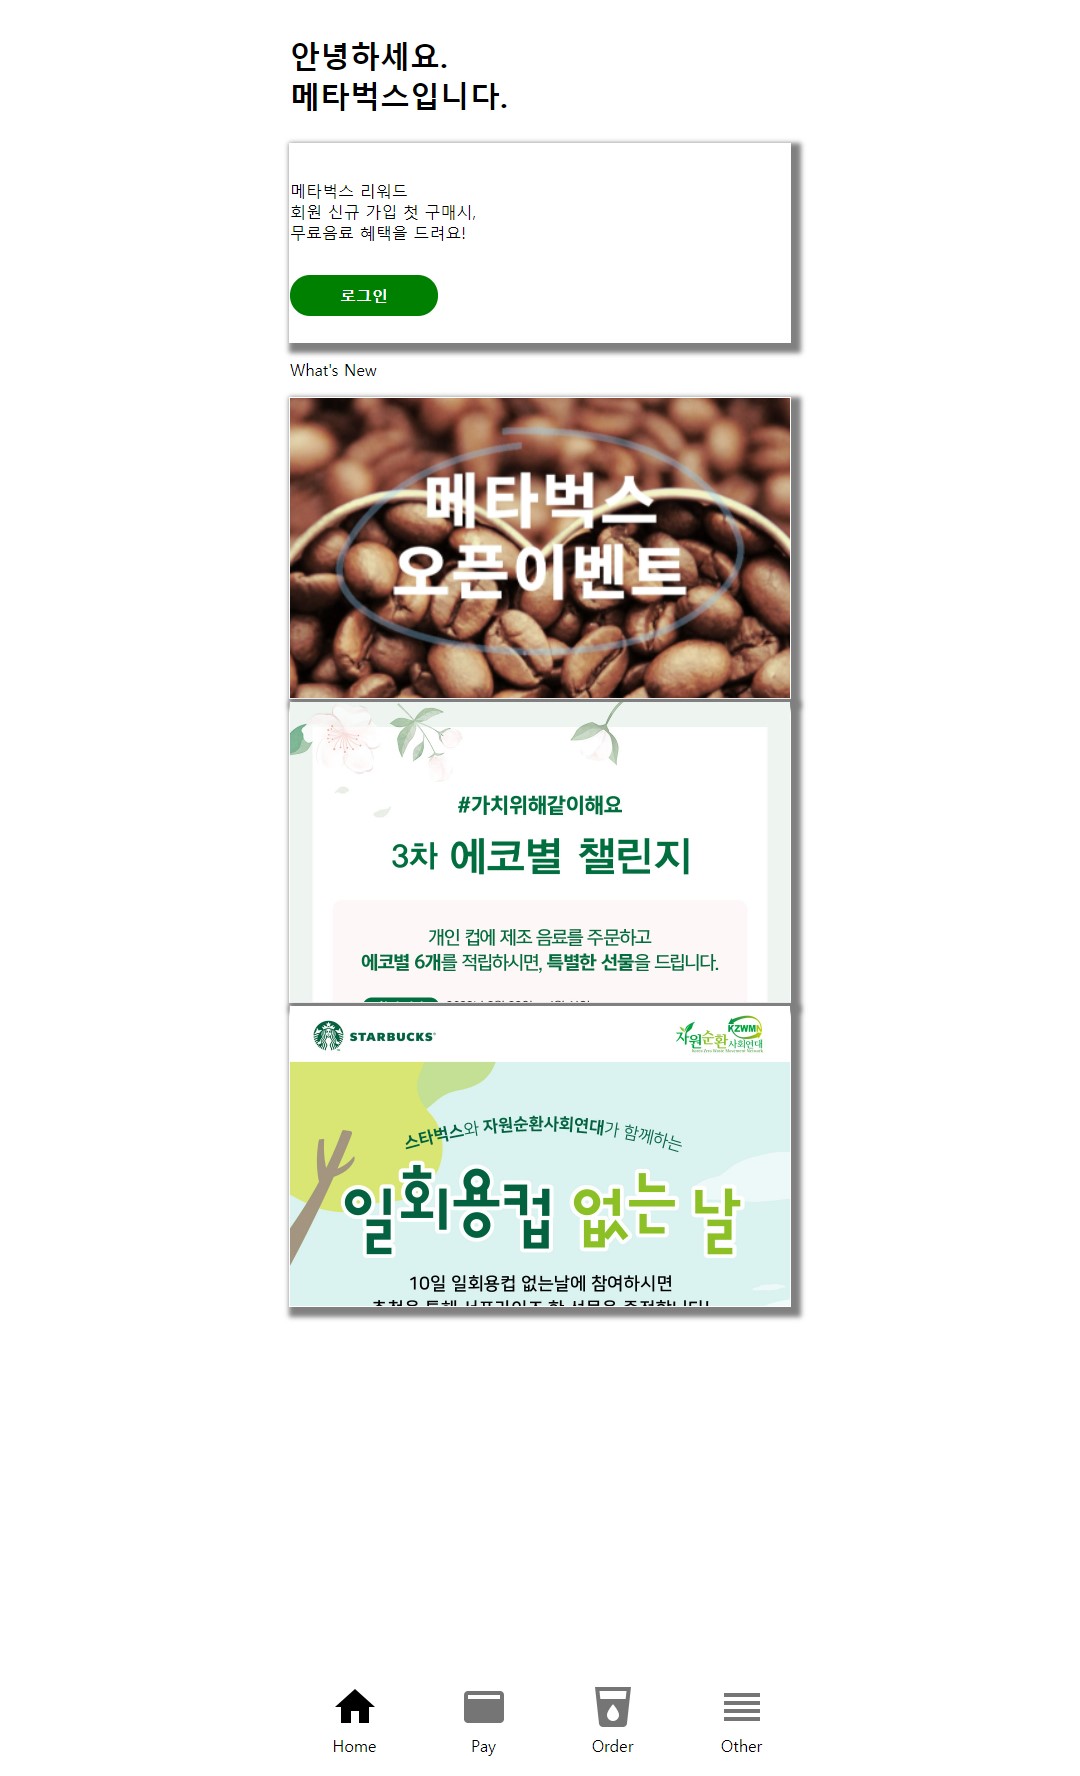 안녕하세요.
메타벅스입니다.
메타벅스 리워드
회원 신규 가입 첫 구매시,
무료음료 혜택을 드려요!
로그인
What's New
메타벅스
오픈이벤트
#가치위해같이해요
3차 에코별 챌린지
개인 컵에 제조 음료를 주문하고
에코별 6개를 적립하시면, 특별한 선물을 드립니다.
STARBUCKS
자원순환사회연대
KZWMN
스타벅스와 자원순환사회연대가 함께하는
일회용컵 없는 날
10일 일회용컵 없는날에 참여하시면
Home
Pay
Order
Other